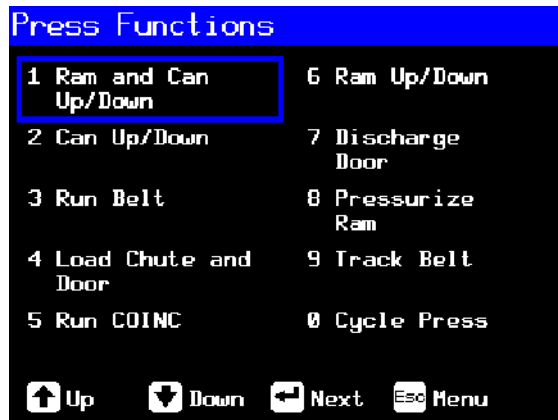 Press Functions
1 Ram and Can
Up/Down
6 Ram Up/Down
2 Can Up/Down
7 Discharge
Door
3 Run Belt
8 Pressurize
Ram
4 Load Chute and
Door
9 Track Belt
5 Run COINC
0 Cycle Press
Up
Down
Next
Esc Menu